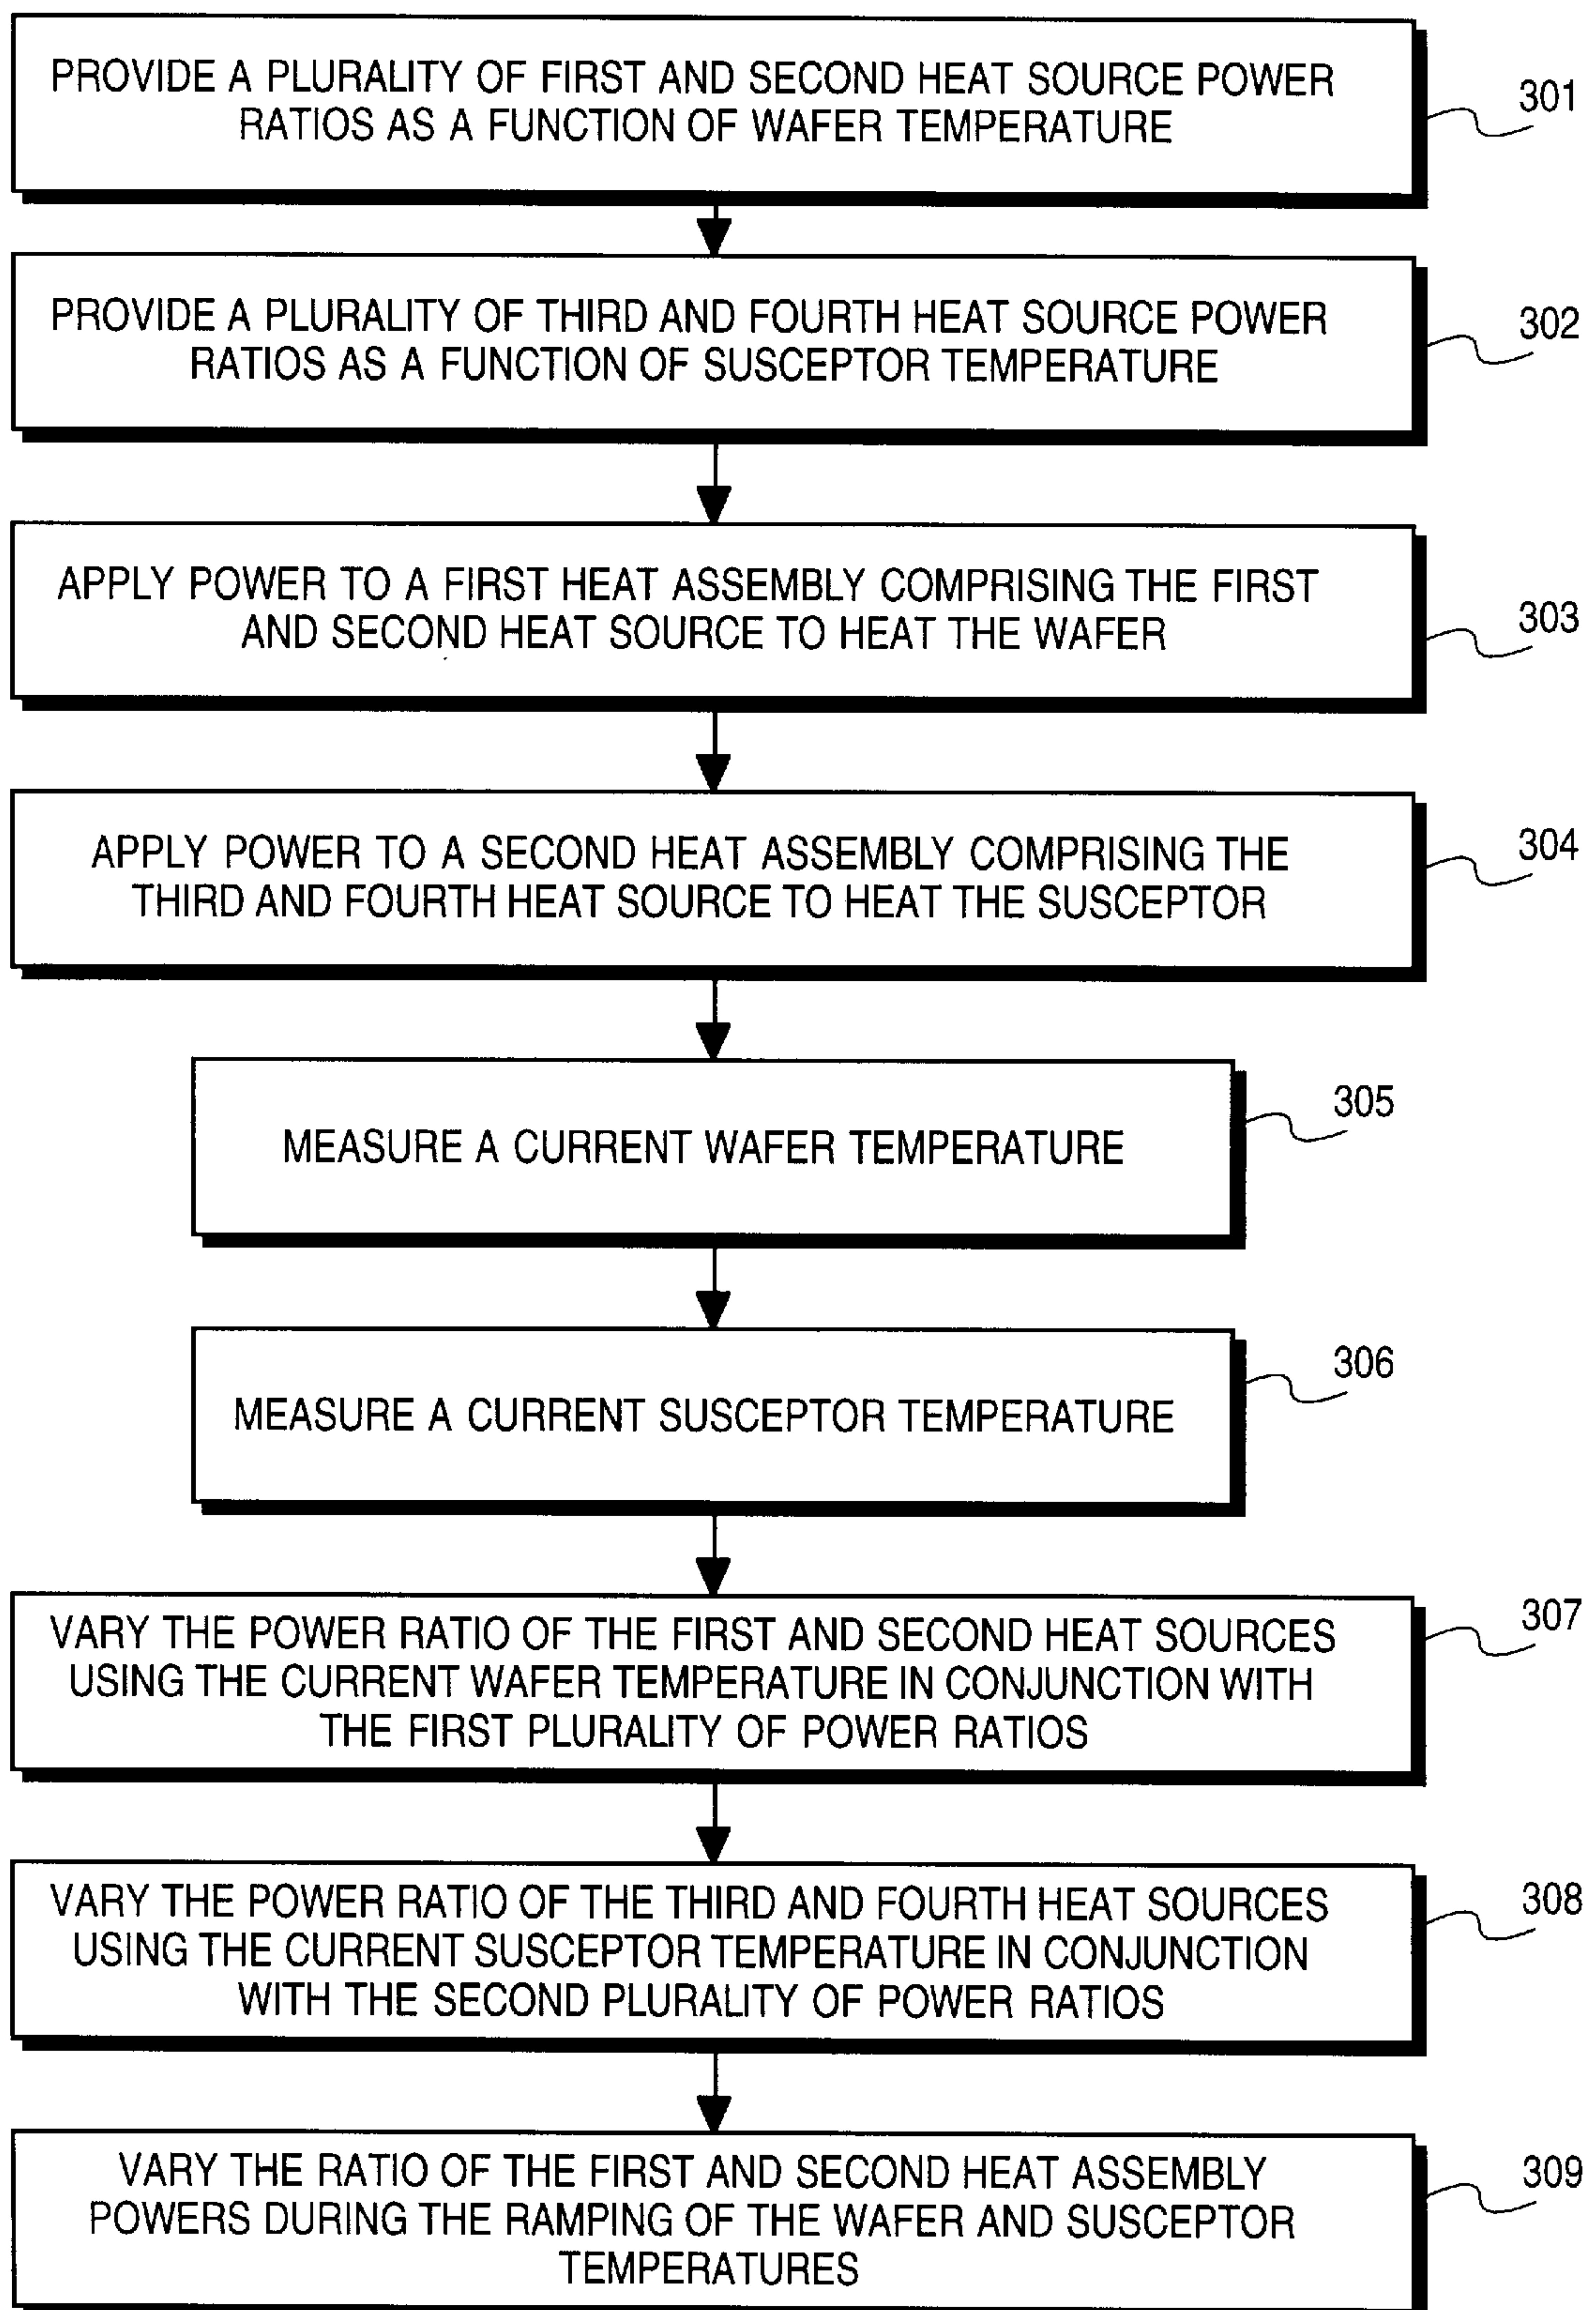 PROVIDE A PLURALITY OF FIRST AND SECOND HEAT SOURCE POWER
RATIOS AS A FUNCTION OF WAFER TEMPERATURE
301
PROVIDE A PLURALITY OF THIRD AND FOURTH HEAT SOURCE POWER
RATIOS AS A FUNCTION OF SUSCEPTOR TEMPERATURE
302
APPLY POWER TO A FIRST HEAT ASSEMBLY COMPRISING THE FIRST
AND SECOND HEAT SOURCE TO HEAT THE WAFER
303
APPLY POWER TO A SECOND HEAT ASSEMBLY COMPRISING THE
THIRD AND FOURTH HEAT SOURCE TO HEAT THE SUSCEPTOR
304
MEASURE A CURRENT WAFER TEMPERATURE
305
MEASURE A CURRENT SUSCEPTOR TEMPERATURE
306
VARY THE POWER RATIO OF THE FIRST AND SECOND HEAT SOURCES
USING THE CURRENT WAFER TEMPERATURE IN CONJUNCTION WITH
THE FIRST PLURALITY OF POWER RATIOS
307
VARY THE POWER RATIO OF THE THIRD AND FOURTH HEAT SOURCES
USING THE CURRENT SUSCEPTOR TEMPERATURE IN CONJUNCTION
WITH THE SECOND PLURALITY OF POWER RATIOS
308
VARY THE RATIO OF THE FIRST AND SECOND HEAT ASSEMBLY
POWERS DURING THE RAMPING OF THE WAFER AND SUSCEPTOR
TEMPERATURES
309